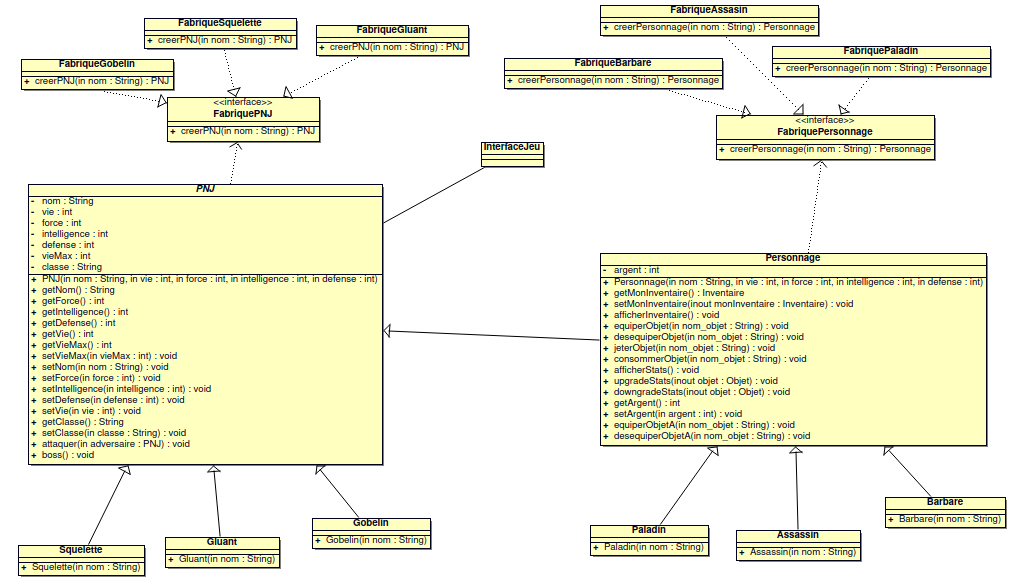 FabriqueSquelette
+ creerPNJ(in nom : String) : PNJ
FabriqueGluant
+ creerPNJ(in nom : String) : PNJ
FabriqueGobelin
+ creerPNJ(in nom : String) : PNJ
<<interface>>
FabriquePNJ
+ creerPNJ(in nom : String) : PNJ
FabriqueAssasin
+ creerPersonnage(in nom : String) : Personnage
FabriquePaladin
+ creerPersonnage(in nom : String) : Personnage
FabriqueBarbare
+ creerPersonnage(in nom : String) : Personnage
<<interface>>
FabriquePersonnage
+ creerPersonnage(in nom : String) : Personnage
InterfaceJeu
PNJ
- nom : String
- vie : int
- force : int
- intelligence : int
- defense : int
- vieMax : int
- classe : String
+ PNJ(in nom : String, in vie : int, in force : int, in intelligence : int, in defense : int)
+ getNom() : String
+ getForce() : int
+ getIntelligence() : int
+ getDefense() : int
+ getVie() : int
+ getVieMax() : int
+ setVieMax(in vieMax : int) : void
+ setNom(in nom : String) : void
+ setForce(in force : int) : void
+ setIntelligence(in intelligence : int) : void
+ setDefense(in defense : int) : void
+ setVie(in vie : int) : void
+ getClasse() : String
+ setClasse(in classe : String) : void
+ attaquer(in adversaire : PNJ) : void
+ boss() : void
Personnage
- argent : int
+ Personnage(in nom : String, in vie : int, in force : int, in intelligence : int, in defense : int)
+ getMonInventaire() : Inventaire
+ setMonInventaire(inout monInventaire : Inventaire) : void
+ afficherInventaire() : void
+ equiperObjet(in nom_objet : String) : void
+ desequiperObjet(in nom_objet : String) : void
+ jeterObjet(in nom_objet : String) : void
+ consommerObjet(in nom_objet : String) : void
+ afficherStats() : void
+ upgradeStats(inout objet : Objet) : void
+ downgradeStats(inout objet : Objet) : void
+ getArgent() : int
+ setArgent(in argent : int) : void
+ equiperObjetA(in nom_objet : String) : void
+ desequiperObjetA(in nom_objet : String) : void
Squelette
+ Squelette(in nom : String)
Gluant
+ Gluant(in nom : String)
Gobelin
+ Gobelin(in nom : String)
Paladin
+ Paladin(in nom : String)
Assassin
+ Assassin(in nom : String)
Barbare
+ Barbare(in nom : String)